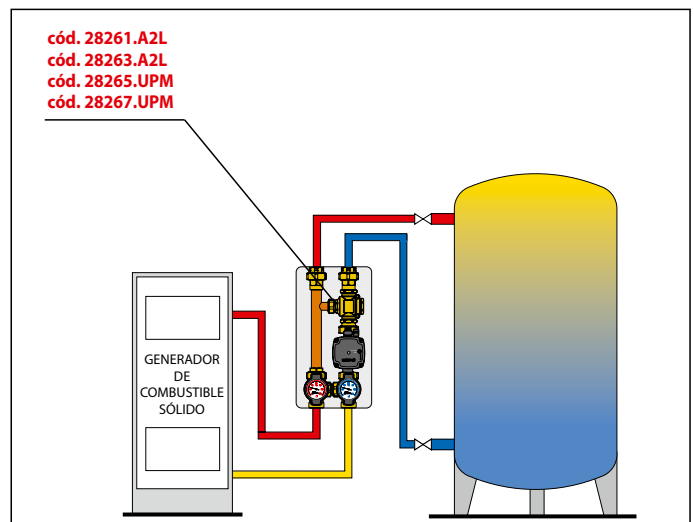 cód. 28261.A2L
cód. 28263.A2L
cód. 28265.UPM
cód. 28267.UPM
GENERADOR
DE
COMBUSTIBLE
SÓLIDO